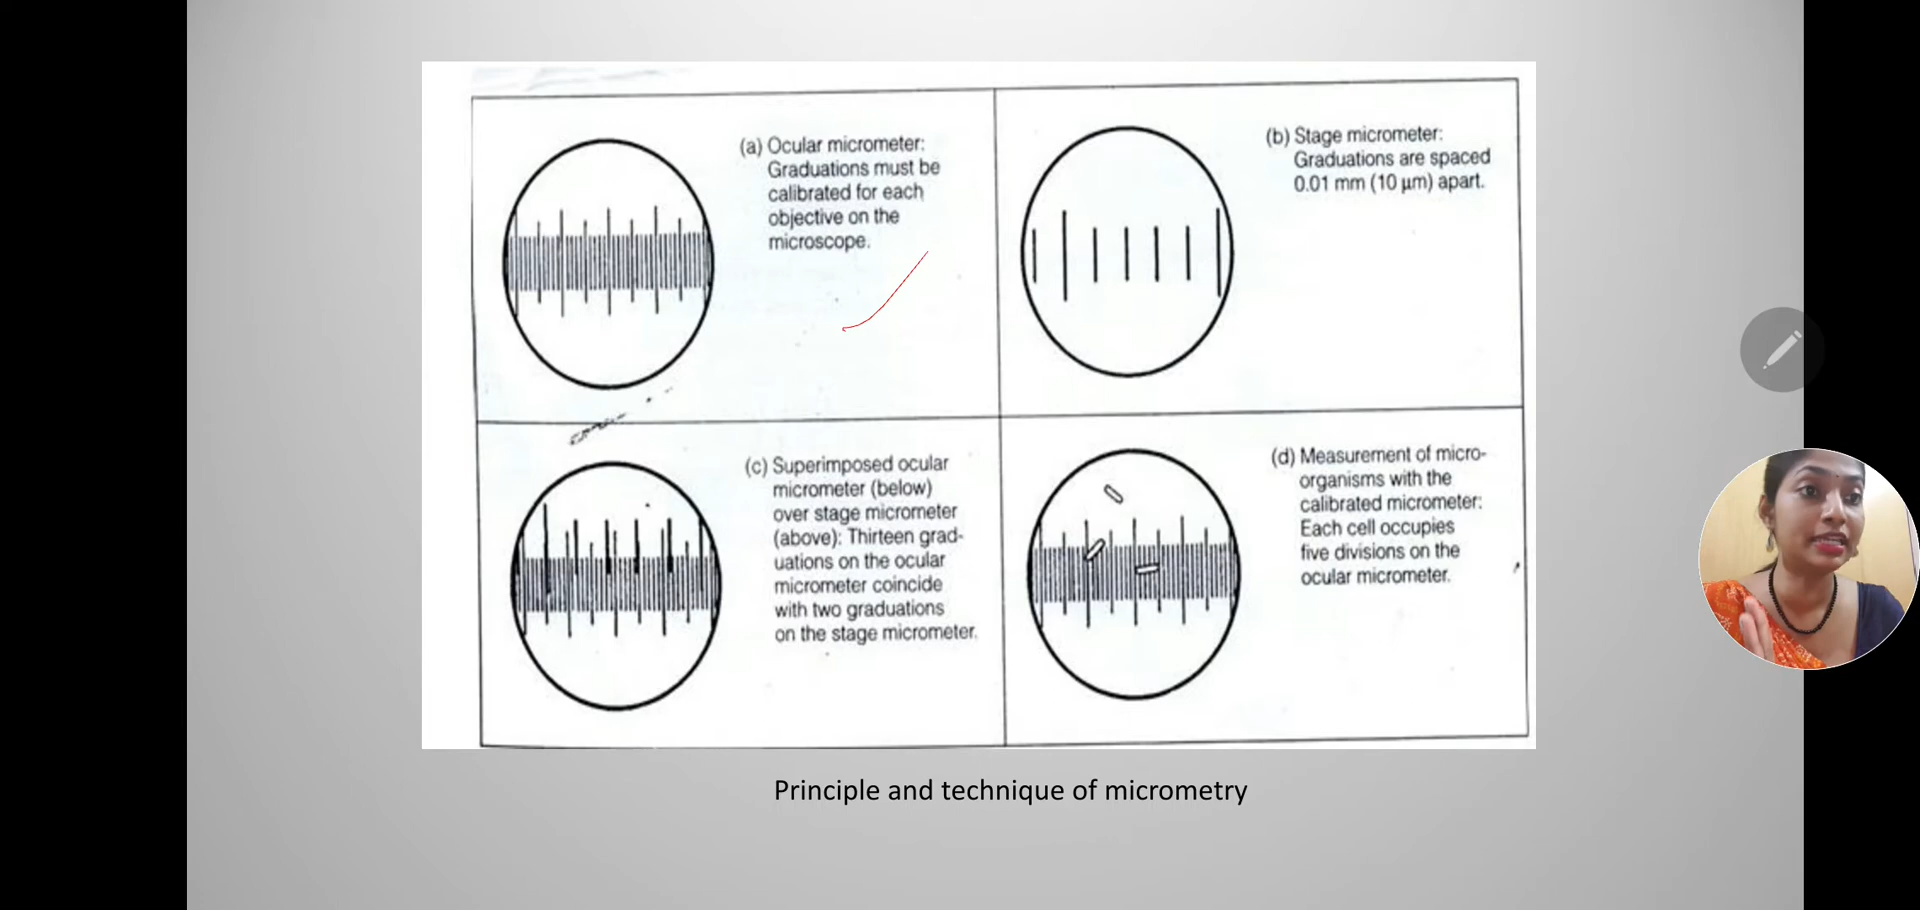 (a) Ocular micrometer:
Graduations must be
calibrated for each
objective on the
microscope.
(b) Stage micrometer:
Graduations are spaced
0.01 mm (10 μm) apart.
(c) Superimposed ocular
micrometer (below)
over stage micrometer
(above): Thirteen grad-
uations on the ocular
micrometer coincide
with two graduations
on the stage micrometer.
(d) Measurement of micro-
organisms with the
calibrated micrometer:
Each cell occupies
five divisions on the
ocular micrometer.
Principle and technique of micrometry